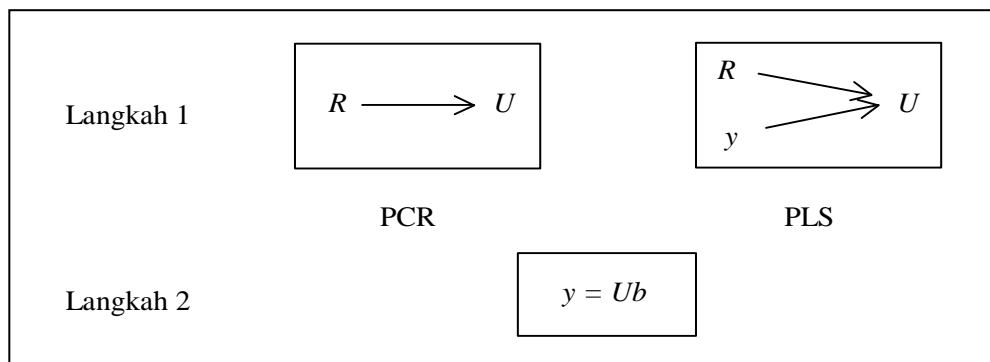 R
U
R
y
U
Langkah 1
PCR
PLS
Langkah 2
y = Ub